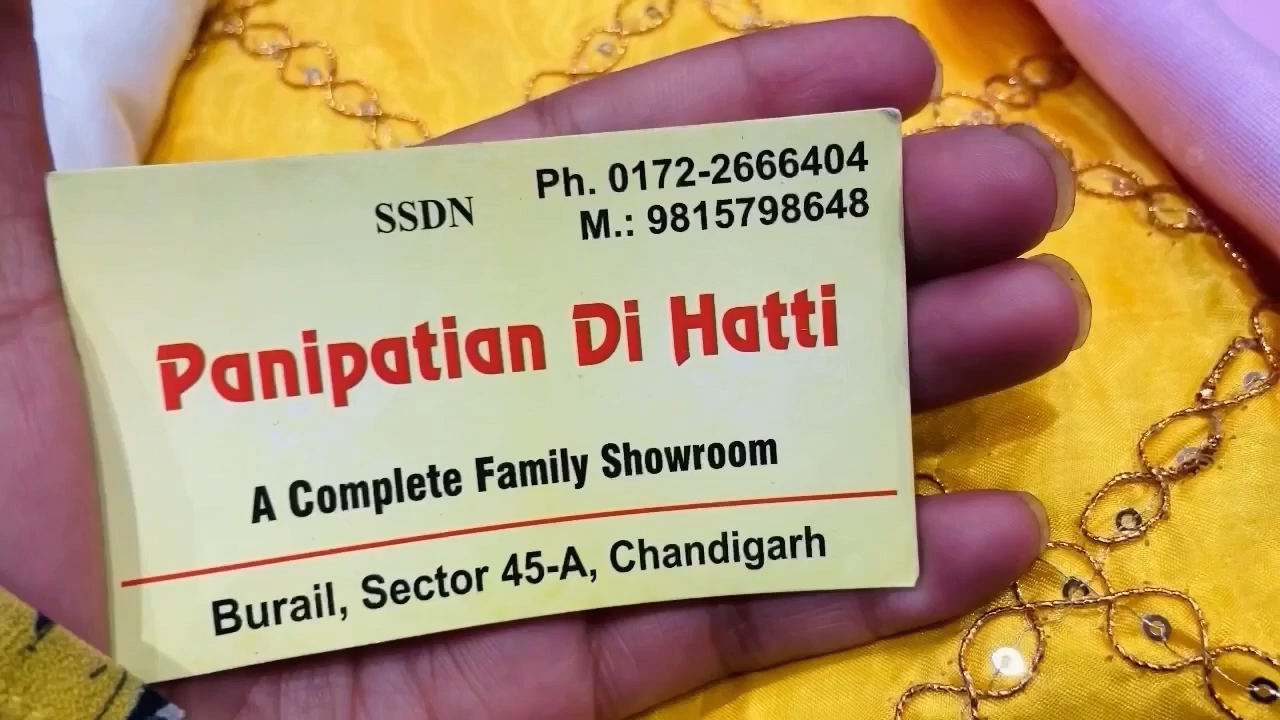 SSDN
Ph. 0172-2666404
M.: 9815798648
Panipatian Di Hatti
A Complete Family Showroom
Burail, Sector 45-A, Chandigarh